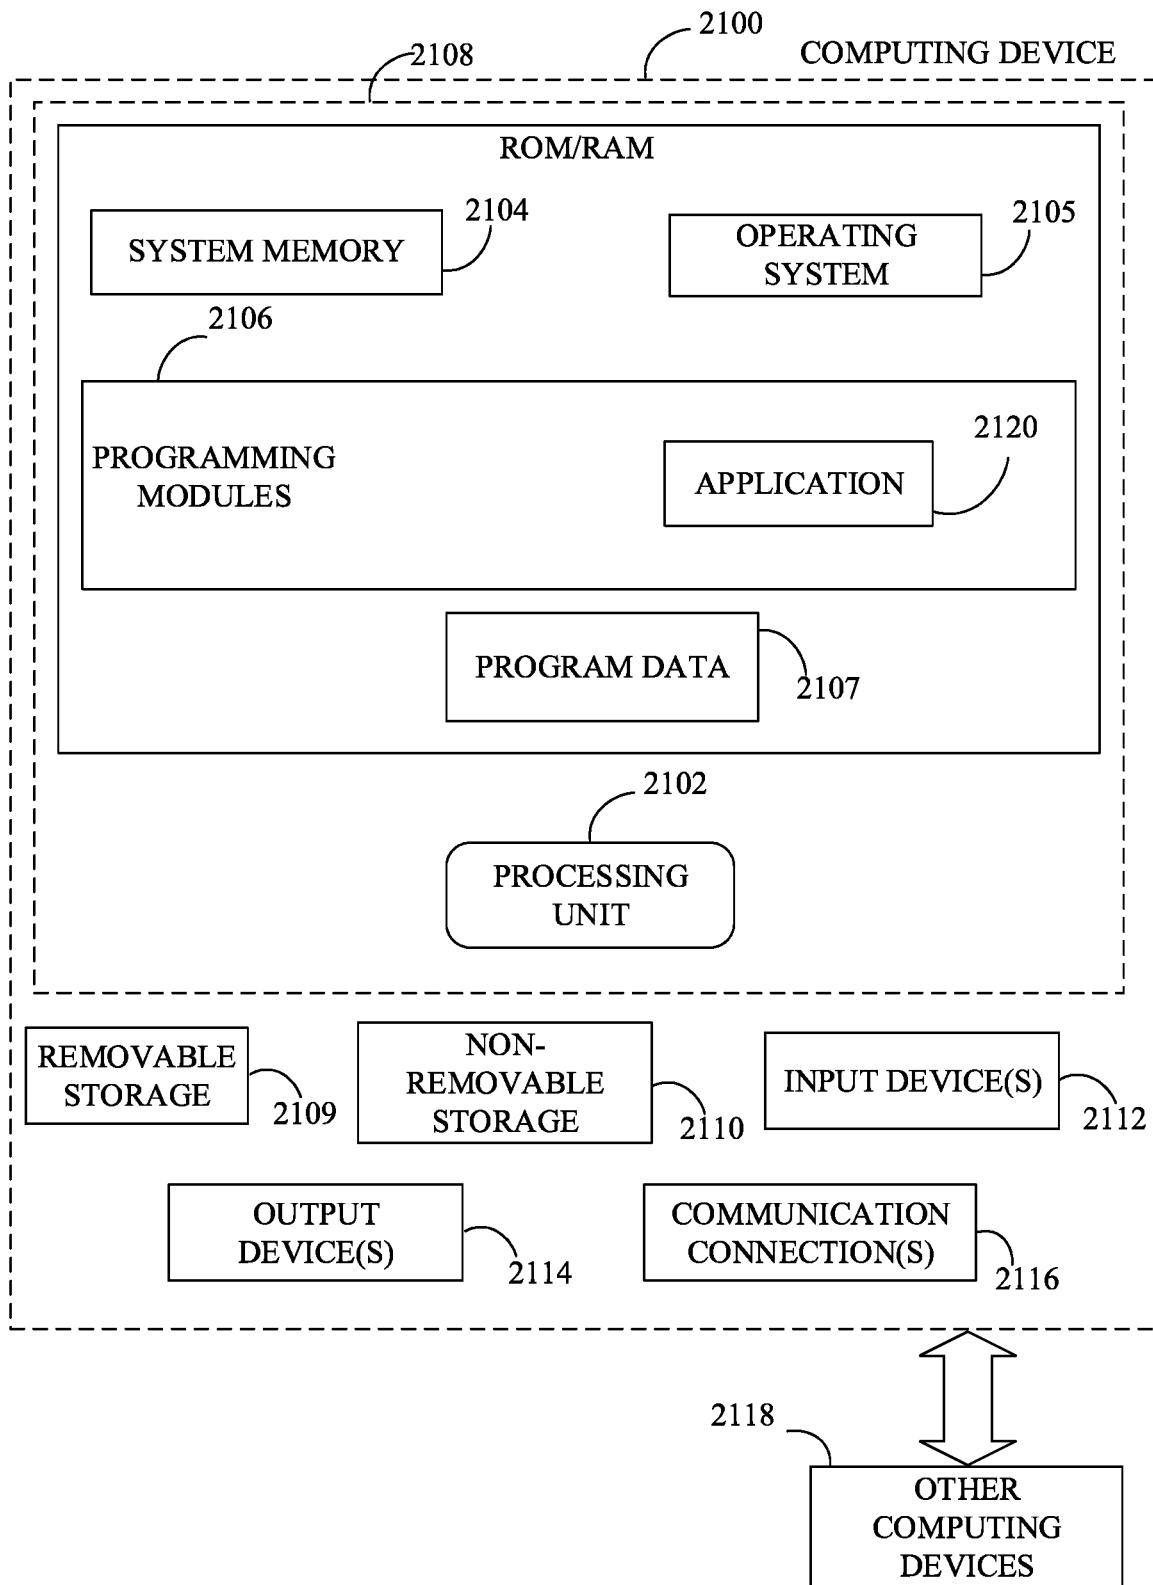 2100
COMPUTING DEVICE
2108
ROM/RAM
2104
SYSTEM MEMORY
2105
OPERATING
SYSTEM
2106
PROGRAMMING
MODULES
2120
APPLICATION
PROGRAM DATA
2107
2102
PROCESSING
UNIT
REMOVABLE
STORAGE
2109
NON-
REMOVABLE
STORAGE
2110
INPUT DEVICE(S)
2112
OUTPUT
DEVICE(S)
2114
COMMUNICATION
CONNECTION(S)
2116
2118
OTHER
COMPUTING
DEVICES